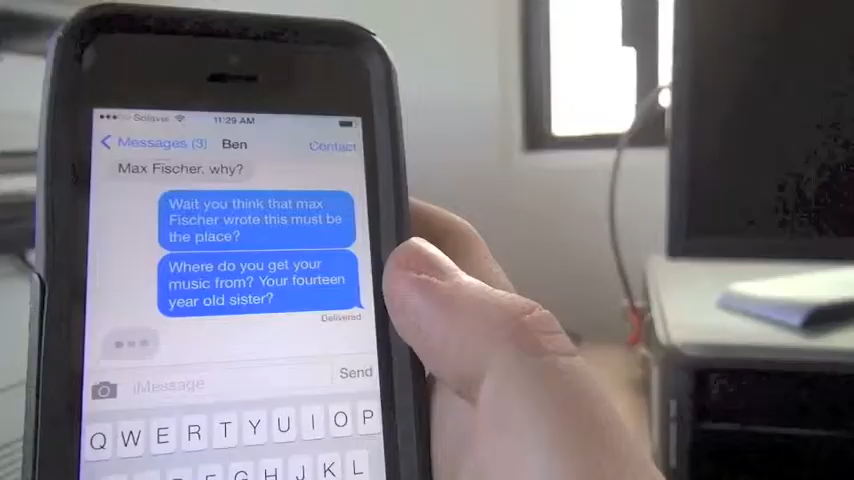 Solavei 11:29 AM
Messages (3) Ben Contact
Max Fischer, why?
Wait you think that max
Fischer wrote this must be
the place?
Where do you get your
music from? Your fourteen
year old sister?
Delivered
iMessage Send
Q W E R T Y U I O P
D F G H J K L